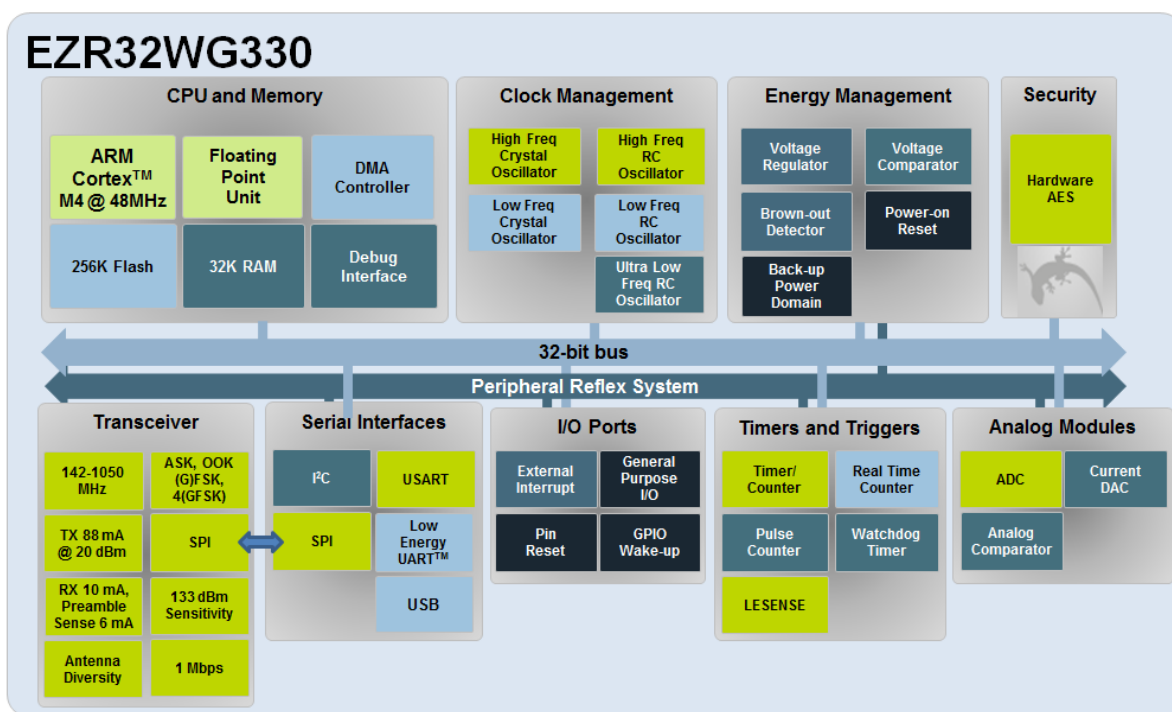 EZR32WG330
CPU and Memory
ARM
Cortex™
M4 @ 48MHz
Floating
Point
Unit
DMA
Controller
256K Flash
32K RAM
Debug
Interface
Clock Management
High Freq
Crystal
Oscillator
High Freq
RC
Oscillator
Low Freq
Crystal
Oscillator
Low Freq
RC
Oscillator
Ultra Low
Freq RC
Oscillator
Energy Management
Voltage
Regulator
Voltage
Comparator
Brown-out
Detector
Power-on
Reset
Back-up
Power
Domain
Security
Hardware
AES
32-bit bus
Peripheral Reflex System
Transceiver
142-1050
MHz
ASK, OOK
(G)FSK,
4(GFSK)
TX 88 mA
@ 20 dBm
SPI
RX 10 mA,
Preamble
Sense 6 mA
133 dBm
Sensitivity
Antenna
Diversity
1 Mbps
Serial Interfaces
I²C
USART
SPI
Low
Energy
UART™
USB
I/O Ports
External
Interrupt
General
Purpose
I/O
Pin
Reset
GPIO
Wake-up
Timers and Triggers
Timer/
Counter
Real Time
Counter
Pulse
Counter
Watchdog
Timer
LESENSE
Analog Modules
ADC
Current
DAC
Analog
Comparator